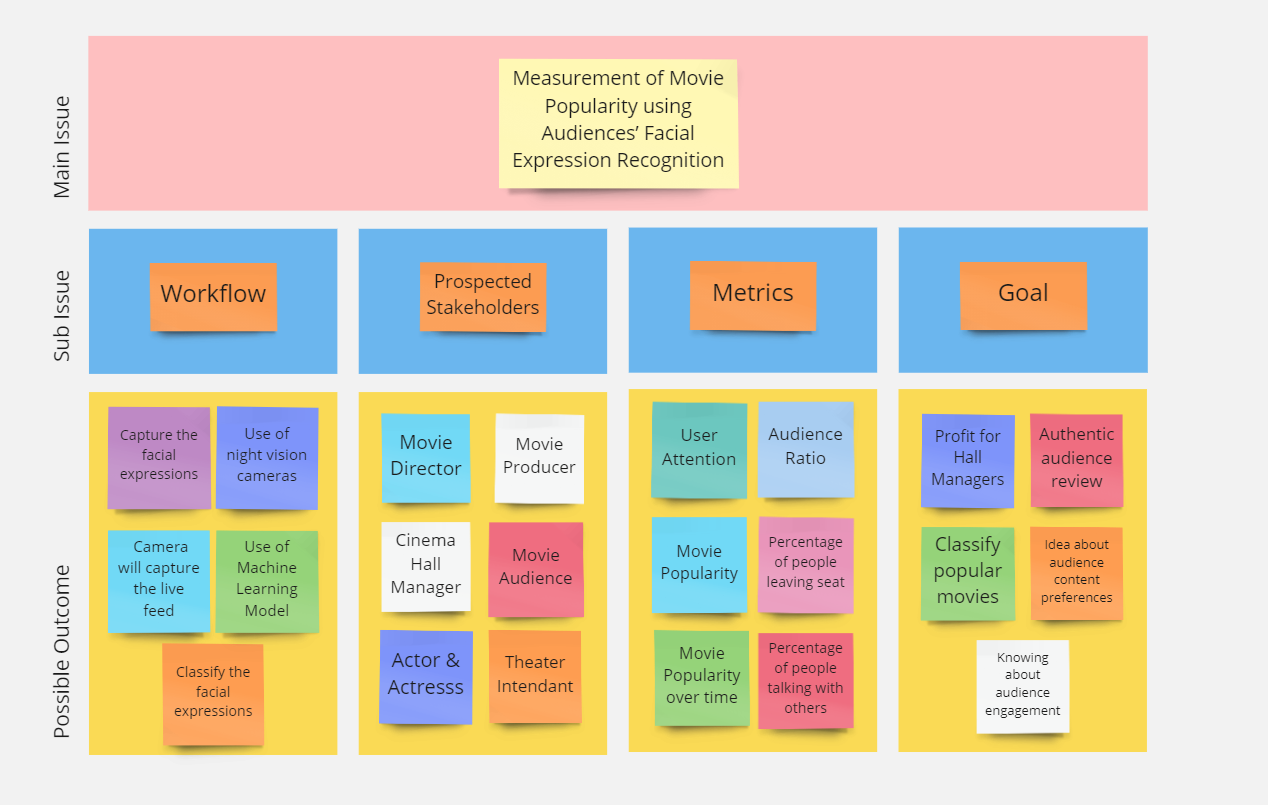 Main Issue
Measurement of Movie
Popularity using
Audiences’ Facial
Expression Recognition
Sub Issue
Workflow
Prospected
Stakeholders
Metrics
Goal
Possible Outcome
Capture the
facial
expressions
Use of
night vision
cameras
Camera
will capture
the live
feed
Use of
Machine
Learning
Model
Classify the
facial
expressions
Movie
Director
Movie
Producer
Cinema
Hall
Manager
Movie
Audience
Actor &
Actresss
Theater
Intendant
User
Attention
Audience
Ratio
Movie
Popularity
Percentage
of people
leaving seat
Movie
Popularity
over time
Percentage
of people
talking with
others
Profit for
Hall
Managers
Authentic
audience
review
Classify
popular
movies
Idea about
audience
content
preferences
Knowing
about
audience
engagement